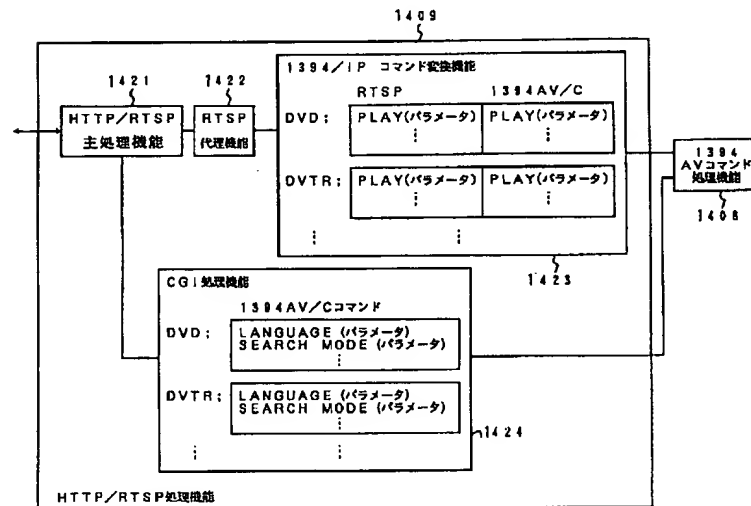 1409
1421
HTTP/RTSP
主処理機能
1422
RTSP
代理機能
1394/IP コマンド変換機能
RTSP 1394AV/C
DVD; PLAY(パラメータ) PLAY(パラメータ)
DVTR; PLAY(パラメータ) PLAY(パラメータ)
1423
1394
AVコマンド
処理機能
1408
CGI処理機能
1394AV/Cコマンド
DVD; LANGUAGE (パラメータ)
SEARCH MODE (パラメータ)
DVTR; LANGUAGE (パラメータ)
SEARCH MODE (パラメータ)
1424
HTTP/RTSP処理機能